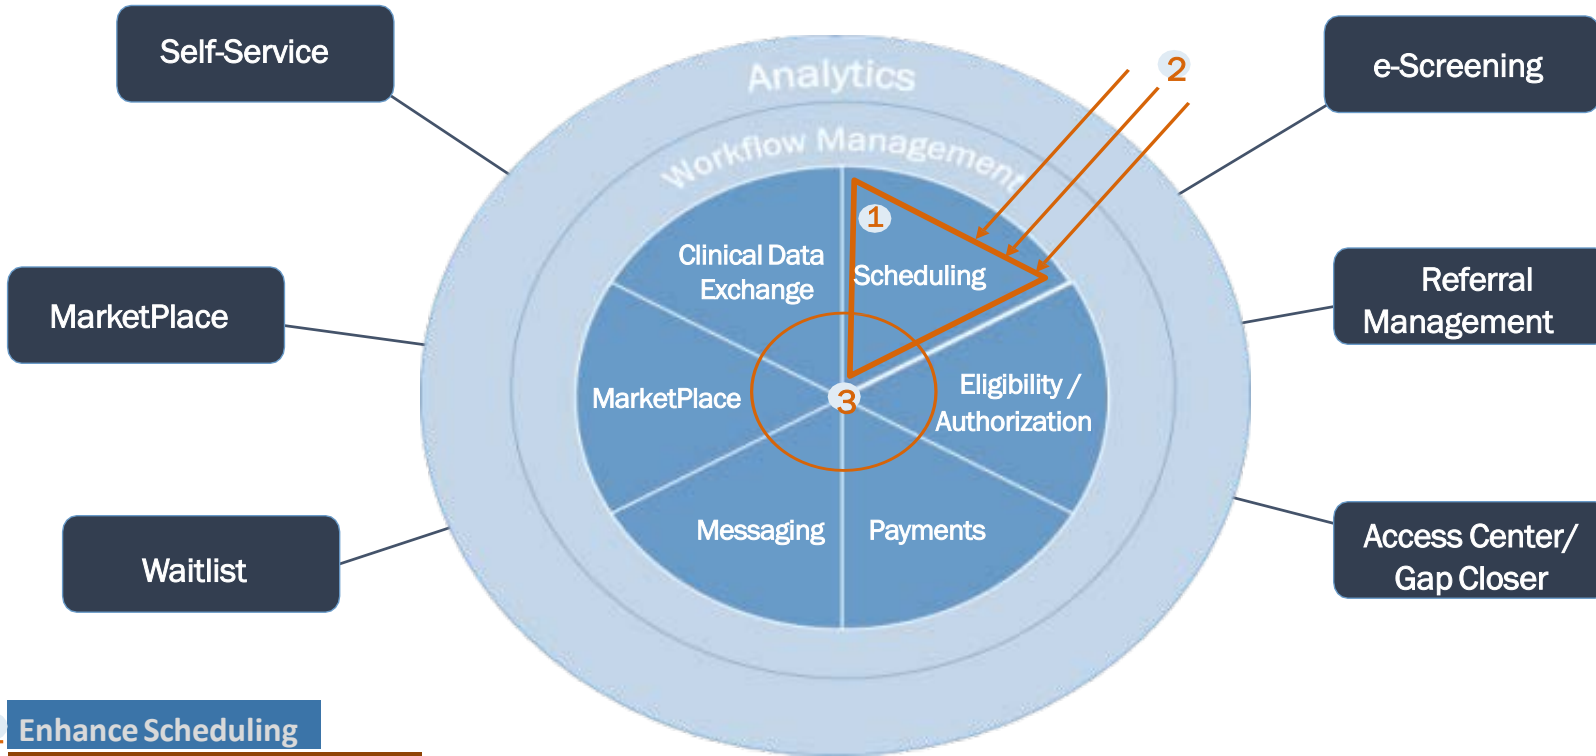 Self-Service
Analytics
2
e-Screening
Workflow Management
1
Clinical Data
Exchange
Scheduling
Referral
Management
MarketPlace
MarketPlace
3
Eligibility /
Authorization
Waitlist
Messaging
Payments
Access Center/
Gap Closer
Enhance Scheduling